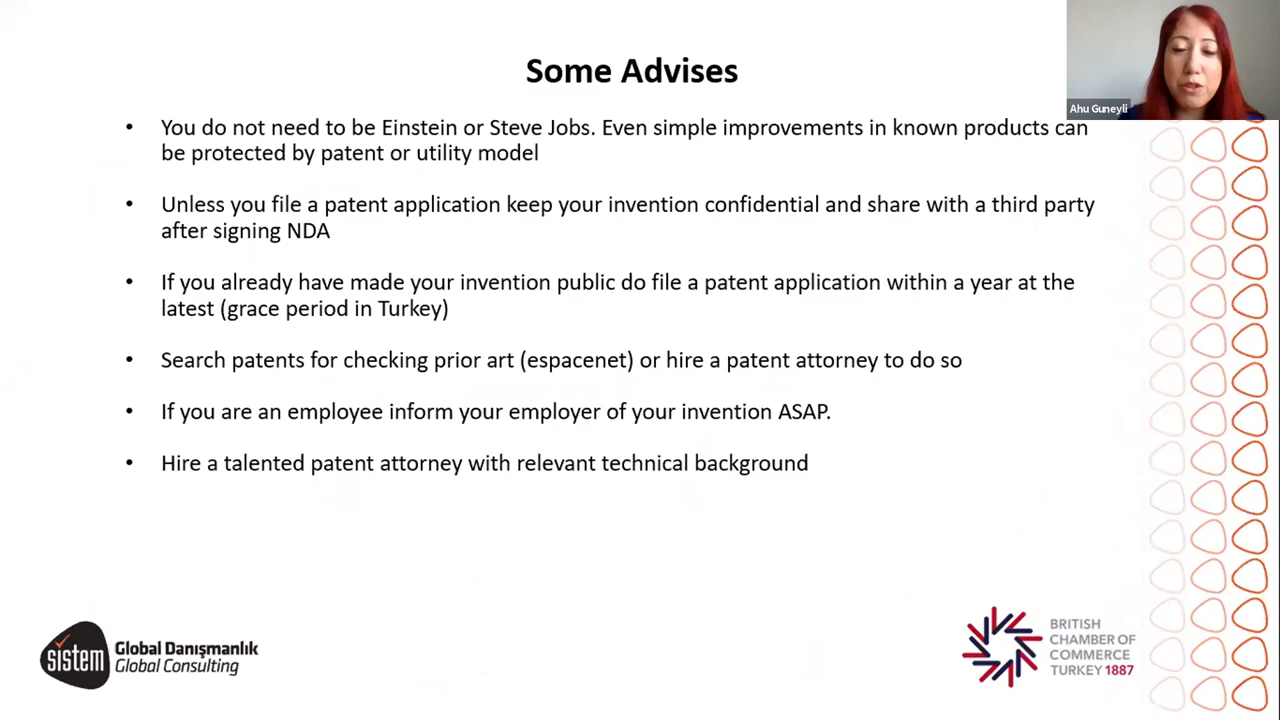 Some Advises
Ahu Guneyli
• You do not need to be Einstein or Steve Jobs. Even simple improvements in known products can
be protected by patent or utility model
• Unless you file a patent application keep your invention confidential and share with a third party
after signing NDA
• If you already have made your invention public do file a patent application within a year at the
latest (grace period in Turkey)
• Search patents for checking prior art (espacenet) or hire a patent attorney to do so
• If you are an employee inform your employer of your invention ASAP.
• Hire a talented patent attorney with relevant technical background
sistem
Global Danışmanlık
Global Consulting
BRITISH
CHAMBER OF
COMMERCE
TURKEY 1887